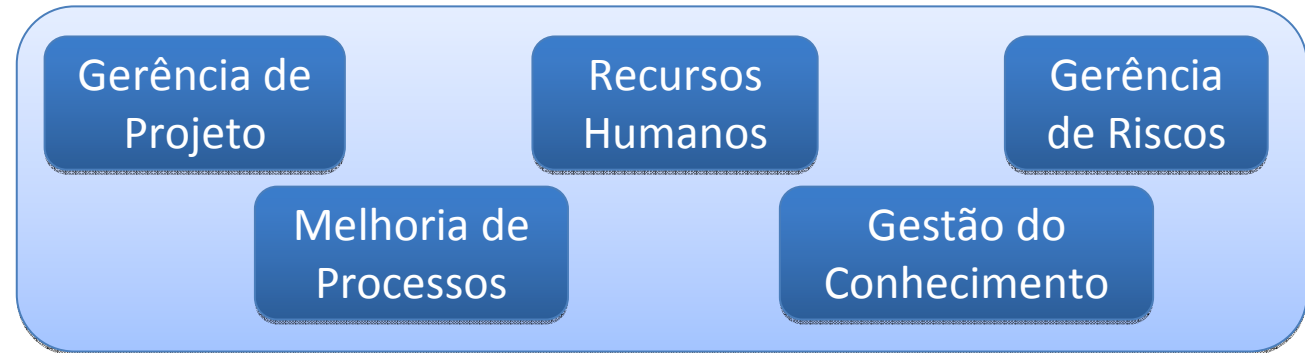 Gerência de
Projeto
Recursos
Humanos
Gerência
de Riscos
Melhoria de
Processos
Gestão do
Conhecimento